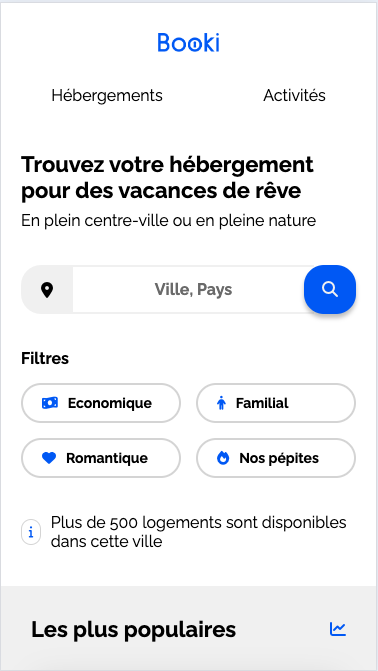 Booki
Hébergements Activités
Trouvez votre hébergement
pour des vacances de rêve
En plein centre-ville ou en pleine nature
Ville, Pays
Filtres
Economique Familial
Romantique Nos pépites
Plus de 500 logements sont disponibles
dans cette ville
Les plus populaires